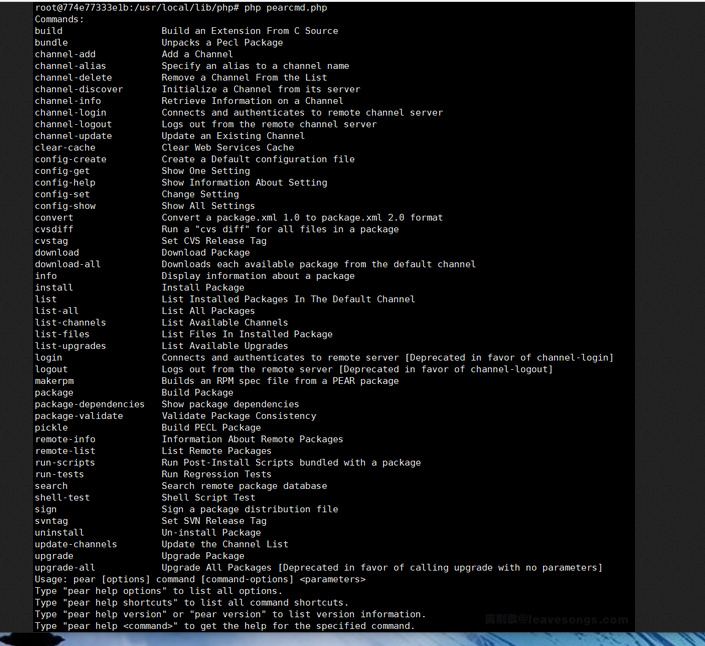 root@774e77333e1b:/usr/local/lib/php# php pearcmd.php
Commands:
build                  Build an Extension From C Source
bundle                 Unpacks a Pecl Package
channel-add            Add a Channel
channel-alias          Specify an alias to a channel name
channel-delete         Remove a Channel From the List
channel-discover       Initialize a Channel from its server
channel-info           Retrieve Information on a Channel
channel-login          Connects and authenticates to remote channel server
channel-logout         Logs out from the remote channel server
channel-update         Update an Existing Channel
clear-cache            Clear Web Services Cache
config-create          Create a Default configuration file
config-get             Show One Setting
config-help            Show Information About Setting
config-set             Change Setting
config-show            Show All Settings
convert                Convert a package.xml 1.0 to package.xml 2.0 format
cvsdiff                Run a "cvs diff" for all files in a package
cvstag                 Set CVS Release Tag
download               Download Package
download-all           Downloads each available package from the default channel
info                   Display information about a package
install                Install Package
list                   List Installed Packages In The Default Channel
list-all               List All Packages
list-channels          List Available Channels
list-files             List Files In Installed Package
list-upgrades          List Available Upgrades
login                  Connects and authenticates to remote server [Deprecated in favor of channel-login]
logout                 Logs out from the remote server [Deprecated in favor of channel-logout]
makerpm                Builds an RPM spec file from a PEAR package
package                Build Package
package-dependencies   Show package dependencies
package-validate       Validate Package Consistency
pickle                 Build PECL Package
remote-info            Information About Remote Packages
remote-list            List Remote Packages
run-scripts            Run Post-Install Scripts bundled with a package
run-tests              Run Regression Tests
search                 Search remote package database
shell-test             Shell Script Test
sign                   Sign a package distribution file
svntag                 Set SVN Release Tag
uninstall              Un-install Package
update-channels        Update the Channel List
upgrade                Upgrade Package
upgrade-all            Upgrade All Packages [Deprecated in favor of calling upgrade with no parameters]
Usage: pear [options] command [command-options] <parameters>
Type "pear help options" to list all options.
Type "pear help shortcuts" to list all command shortcuts.
Type "pear help version" or "pear version" to list version information.
Type "pear help <command>" to get the help for the specified command.